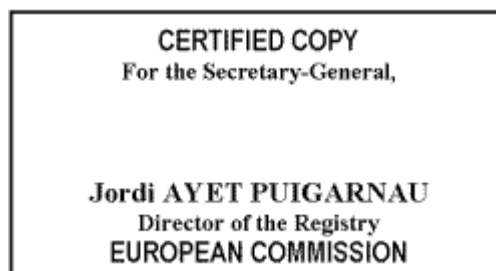 CERTIFIED COPY
For the Secretary-General,
Jordi AYET PUIGARNAU
Director of the Registry
EUROPEAN COMMISSION